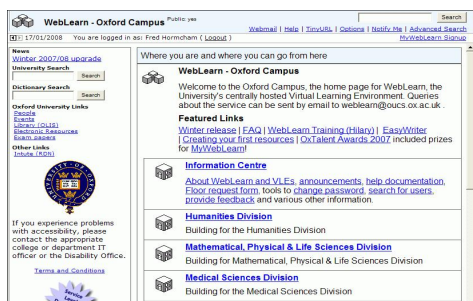 WebLearn - Oxford Campus Public: yes
Search
Webmail | Help | TinyURL | Options | Notify Me | Advanced Search
17/01/2008 You are logged in as: Fred Hormcham ( Logout )
MyWebLearn Signup
News
Winter 2007/08 upgrade
University Search
Search
Dictionary Search
Search
Oxford University Links
People
Events
Library (OLIS)
Electronic Resources
Exam papers
Other Links
Intute (RDN)
If you experience problems
with accessibility, please
contact the appropriate
college or department IT
officer or the Disability Office.
Terms and Conditions
Service
Level
Where you are and where you can go from here
WebLearn - Oxford Campus
Welcome to the Oxford Campus, the home page for WebLearn, the
University's centrally hosted Virtual Learning Environment. Queries
about the service can be sent by email to weblearn@oucs.ox.ac.uk .
Featured Links
Winter release | FAQ | WebLearn Training (Hilary) | EasyWriter
| Creating your first resources | OxTalent Awards 2007 included prizes
for MyWebLearn!
Information Centre
About WebLearn and VLEs, announcements, help documentation,
Floor request form, tools to change password, search for users,
provide feedback and various other information.
Humanities Division
Building for the Humanities Division
Mathematical, Physical & Life Sciences Division
Building for Mathematical, Physical & Life Sciences Division
Medical Sciences Division
Building for the Medical Sciences Division